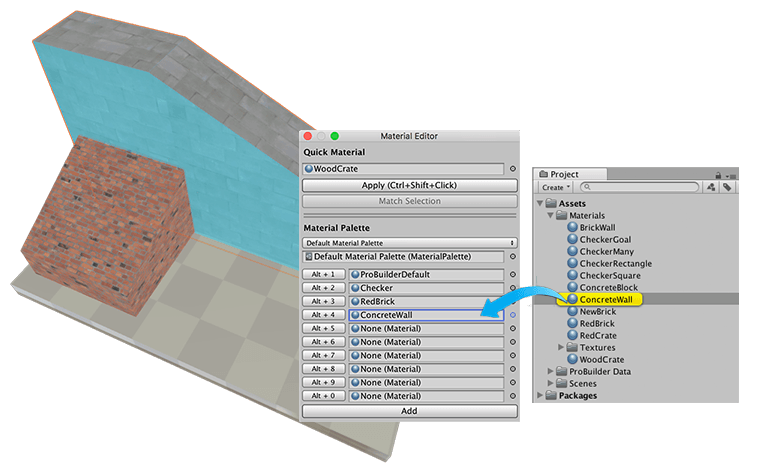 Material Editor
Quick Material
WoodCrate
Apply (Ctrl+Shift+Click)
Match Selection
Material Palette
Default Material Palette
Default Material Palette (MaterialPalette)
Alt + 1 ProBuilderDefault
Alt + 2 Checker
Alt + 3 RedBrick
Alt + 4 ConcreteWall
Alt + 5 None (Material)
Alt + 6 None (Material)
Alt + 7 None (Material)
Alt + 8 None (Material)
Alt + 9 None (Material)
Alt + 0 None (Material)
Add
Project
Create
Assets
Materials
BrickWall
CheckerGoal
CheckerMany
CheckerRectangle
CheckerSquare
ConcreteBlock
ConcreteWall
NewBrick
RedBrick
RedCrate
Textures
WoodCrate
ProBuilder Data
Scenes
Packages